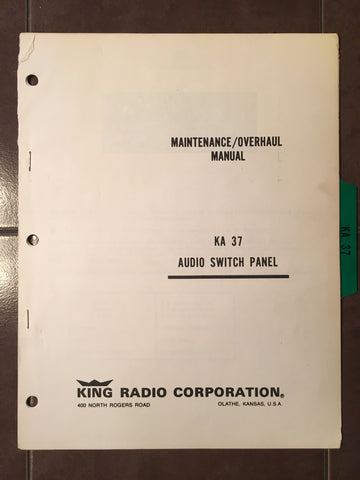 MAINTENANCE/OVERHAUL
MANUAL
KA 37
AUDIO SWITCH PANEL
KA 37
KING RADIO CORPORATION®
400 NORTH ROGERS ROAD OLATHE, KANSAS, U.S.A.